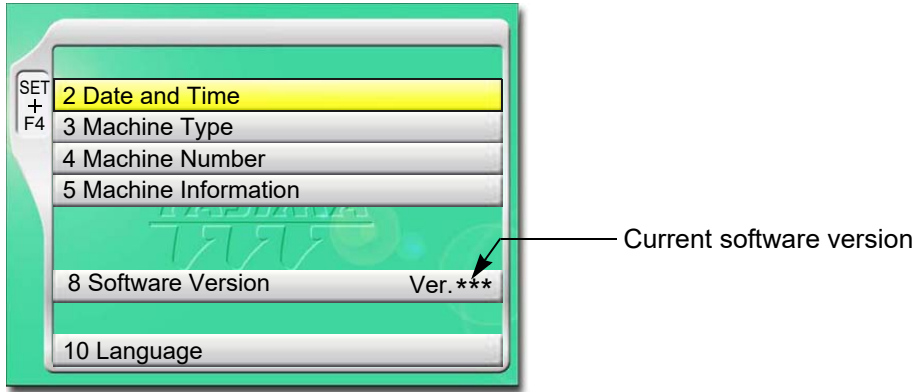 SET
+
F4
2 Date and Time
3 Machine Type
4 Machine Number
5 Machine Information
777
8 Software Version Ver.***
Current software version
10 Language